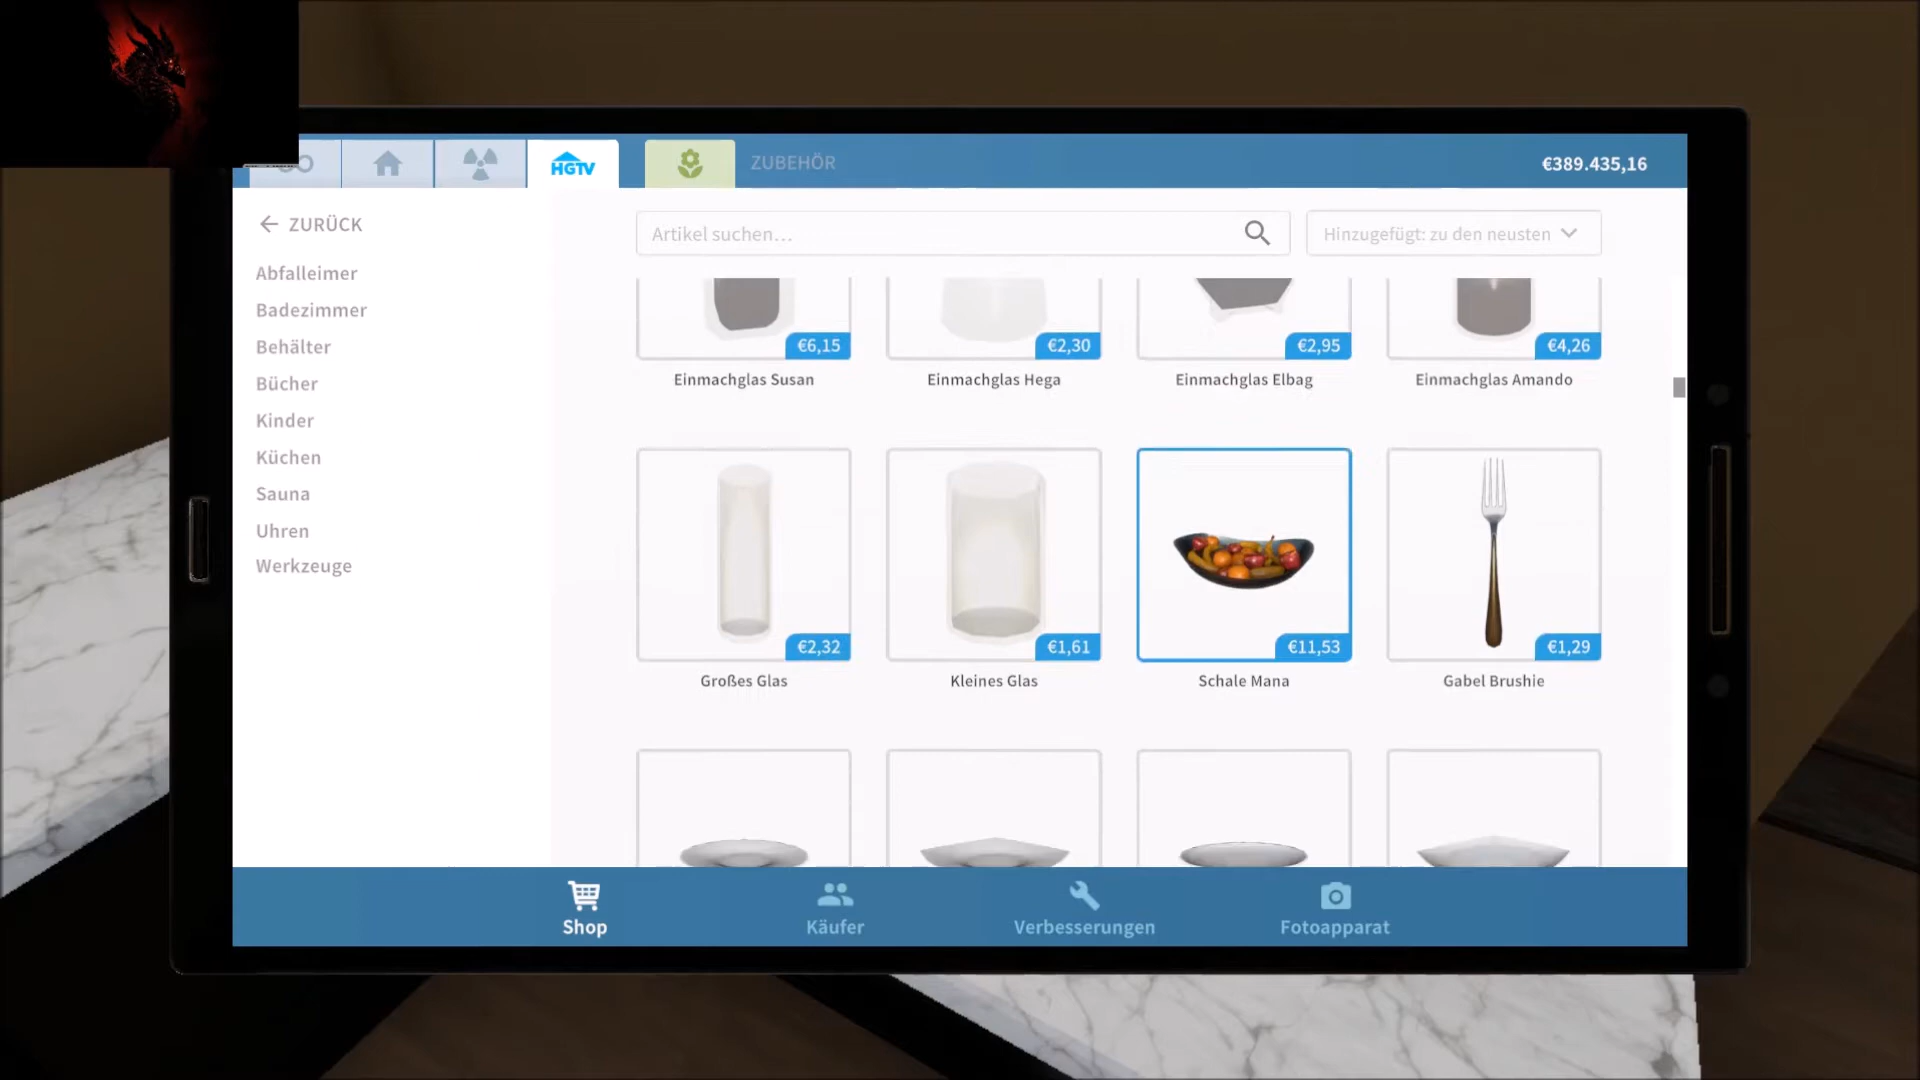 HGTV
ZUBEHÖR
€389.435,16
ZURÜCK
Artikel suchen...
Hinzugefügt: zu den neusten
Abfalleimer
Badezimmer
Behälter
Bücher
Kinder
Küchen
Sauna
Uhren
Werkzeuge
€6,15
€2,30
€2,95
€4,26
Einmachglas Susan
Einmachglas Hega
Einmachglas Elbag
Einmachglas Amando
€2,32
€1,61
€11,53
€1,29
Großes Glas
Kleines Glas
Schale Mana
Gabel Brushie
Shop
Käufer
Verbesserungen
Fotoapparat